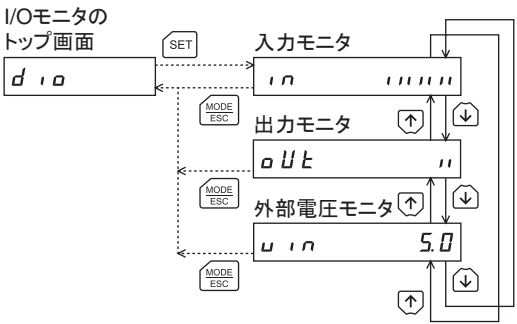 I/Oモニタの
トップ画面
SET
入力モニタ
dio
in
MODE
ESC
出力モニタ
oUt
MODE
ESC
外部電圧モニタ
uin 5.0
MODE
ESC